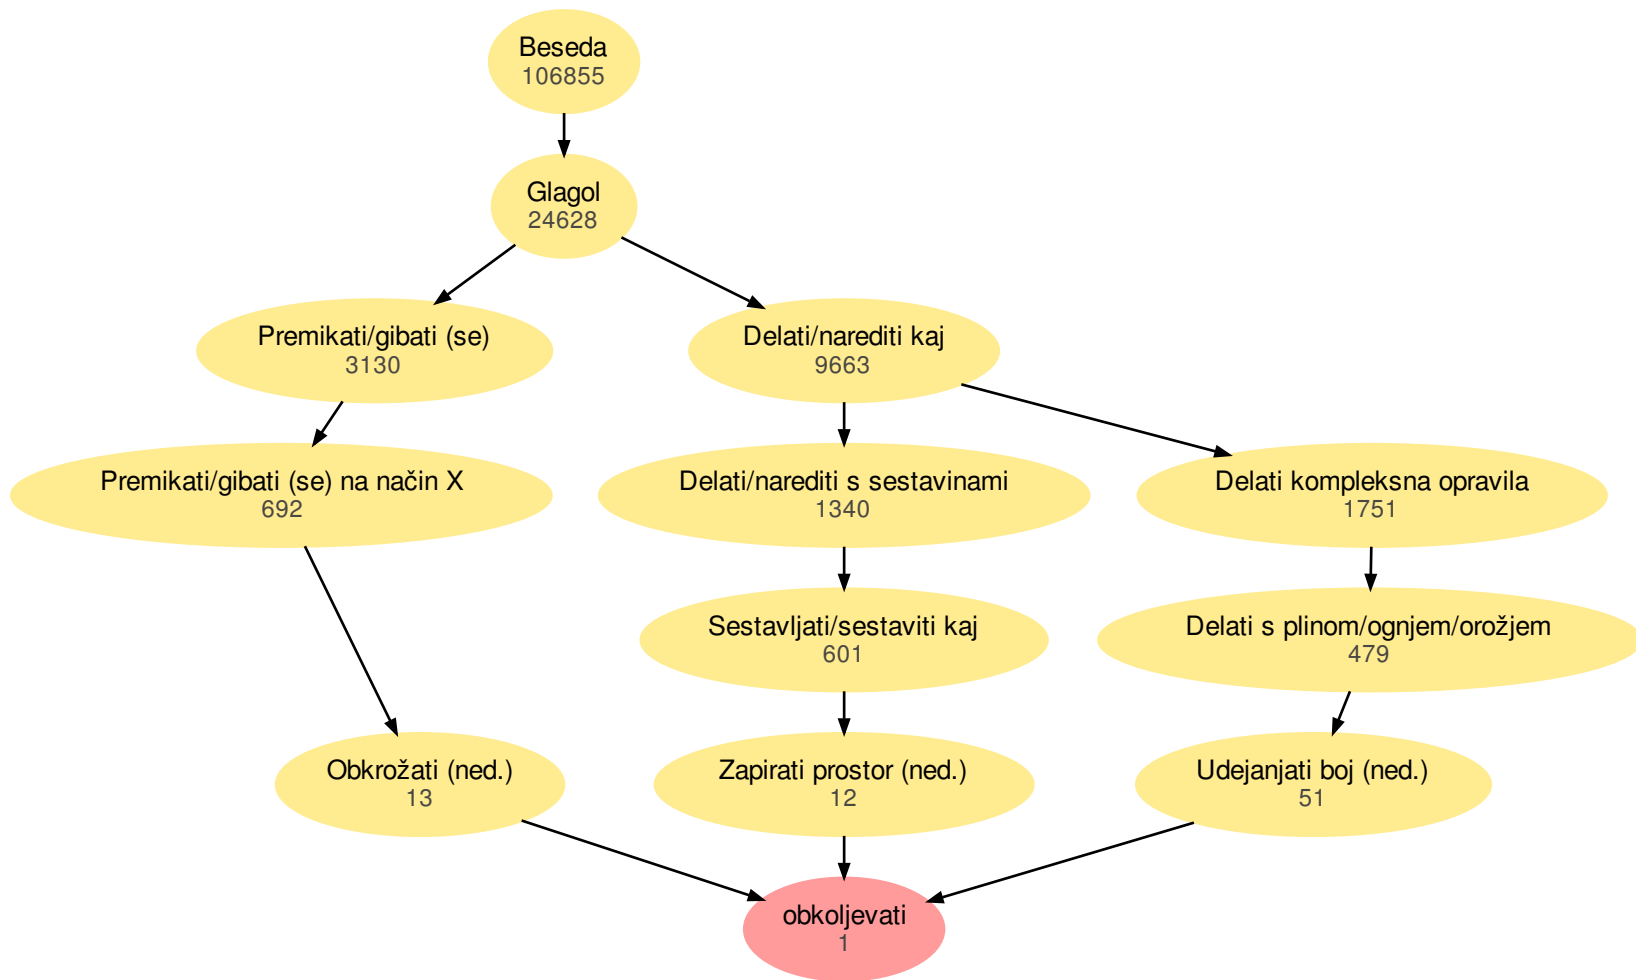 Beseda
106855
Glagol
24628
Premikati/gibati (se)
3130
Delati/narediti kaj
9663
Premikati/gibati (se) na način X
692
Delati/narediti s sestavinami
1340
Delati kompleksna opravila
1751
Sestavljati/sestaviti kaj
601
Delati s plinom/ognjem/orožjem
479
Obkrožati (ned.)
13
Zapirati prostor (ned.)
12
Udejanjati boj (ned.)
51
obkoljevati
1